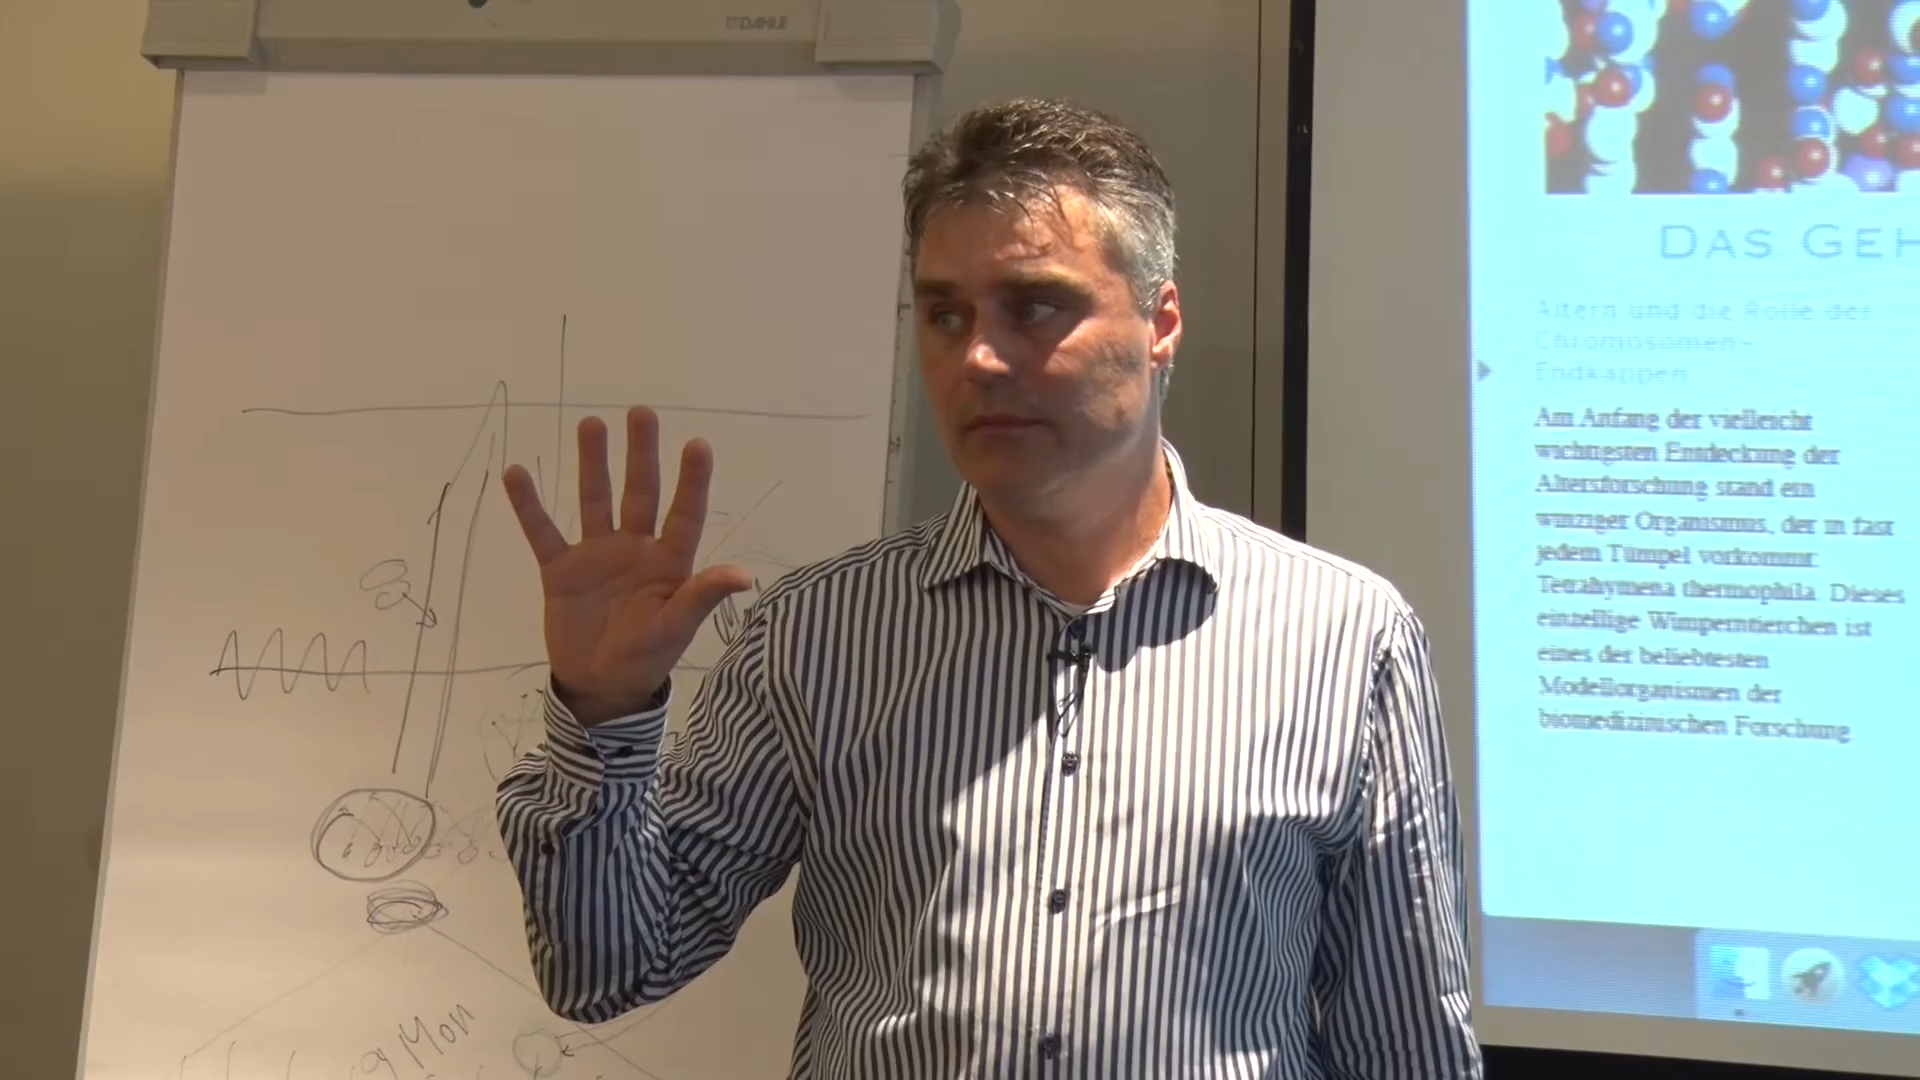 DAHLE
DAS GEH
Altern und die Rolle der
Chromosomen-
Endkappen
Am Anfang der vielleicht
wichtigsten Entdeckung der
Altersforschung stand ein
winziger Organismus, der in fast
jedem Tümpel vorkommt:
Tetrahymena thermophila. Dieses
einzellige Wimperntierchen ist
eines der beliebtesten
Modellorganismen der
biomedizinischen Forschung
Mon